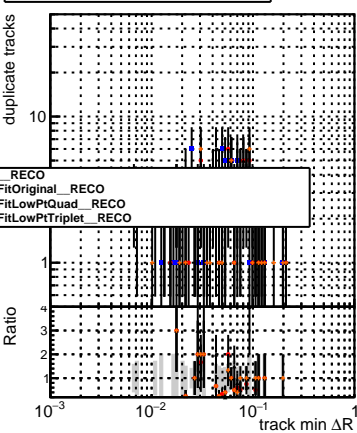 duplicate tracks
10
__RECO
FitOriginal__RECO
FitLowPtQuad__RECO
FitLowPtTriplet__RECO
1
Ratio
4
3
2
1
10⁻³ 10⁻² 10⁻¹ 1
track min ΔR